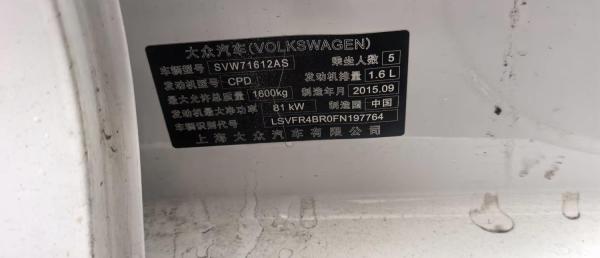 大众汽车(VOLKSWAGEN)
车辆型号 SVW71612AS 乘坐人数 5
发动机型号 CPD 发动机排量 1.6 L
最大允许总质量 1600kg 制造年月 2015.09
发动机最大净功率 81 kW 制造国 中国
车辆识别代号 LSVFR4BR0FN197764
上海大众汽车有限公司